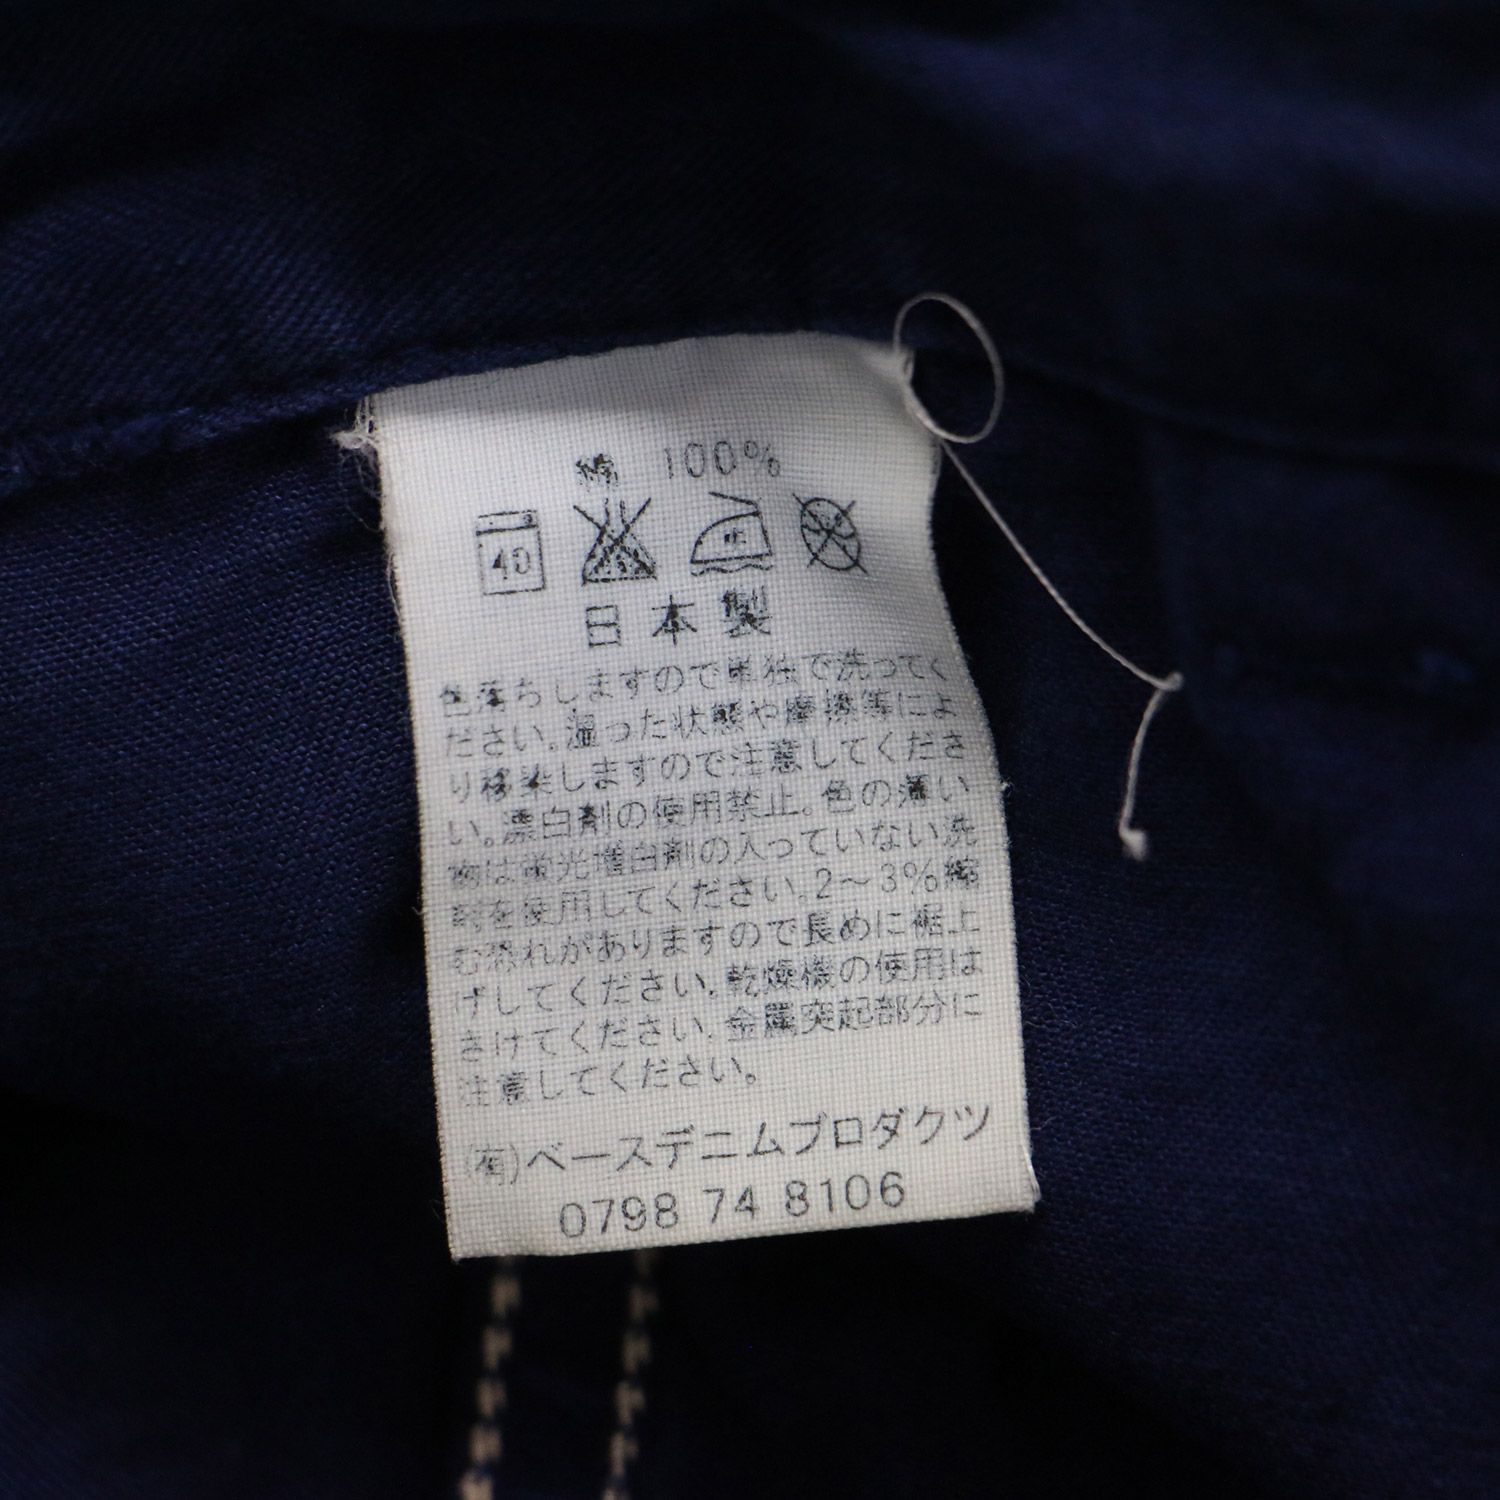 綿 100%
40
日本製
色落ちしますので単独で洗ってく
ださい。湿った状態や摩擦等によ
り移染しますので注意してくださ
い。漂白剤の使用禁止。色の薄い
物は蛍光増白剤の入っていない洗
剤を使用してください。2～3%縮
む恐れがありますので長めに裾上
げしてください。乾燥機の使用は
さけてください。金属突起部分に
注意してください。
(有)ベースデニムプロダクツ
0798 74 8106